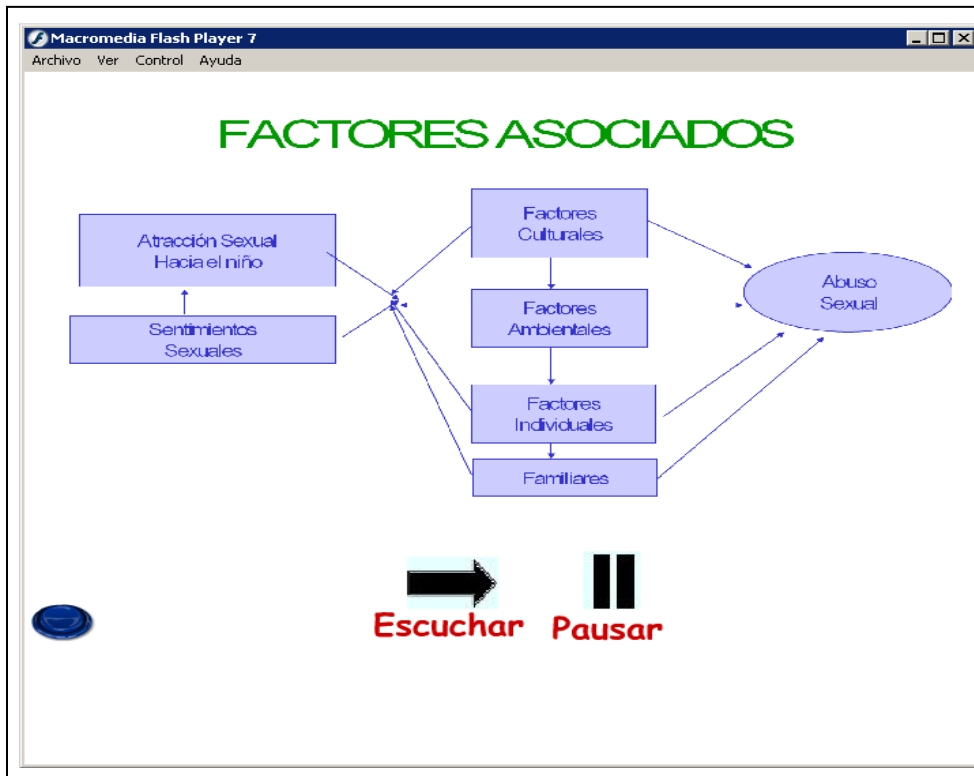 Macromedia Flash Player 7
Archivo Ver Control Ayuda
FACTORES ASOCIADOS
Atracción Sexual
Hacia el niño
Sentimientos
Sexuales
Factores
Culturales
Factores
Ambientales
Factores
Individuales
Familiares
Abuso
Sexual
Escuchar
Pausar